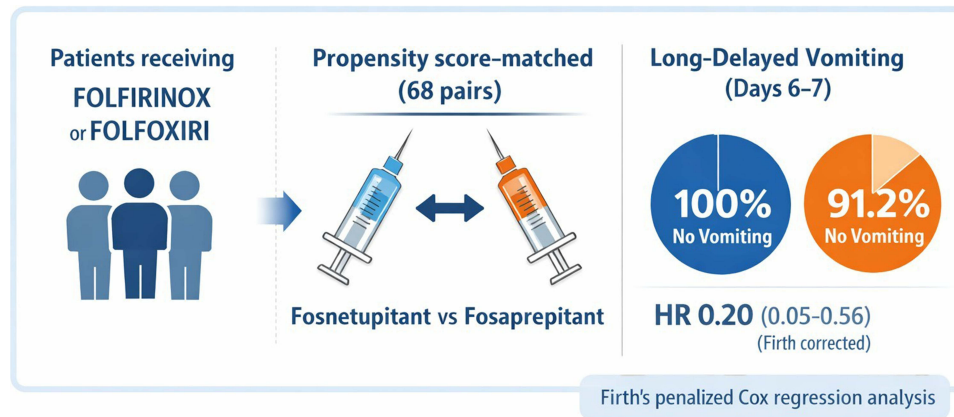 Patients receiving
FOLFIRINOX
or FOLFOXIRI
Propensity score–matched
(68 pairs)
Fosnetupitant vs Fosaprepitant
Long-Delayed Vomiting
(Days 6–7)
100%
No Vomiting
91.2%
No Vomiting
HR 0.20 (0.05–0.56)
(Firth corrected)
Firth's penalized Cox regression analysis